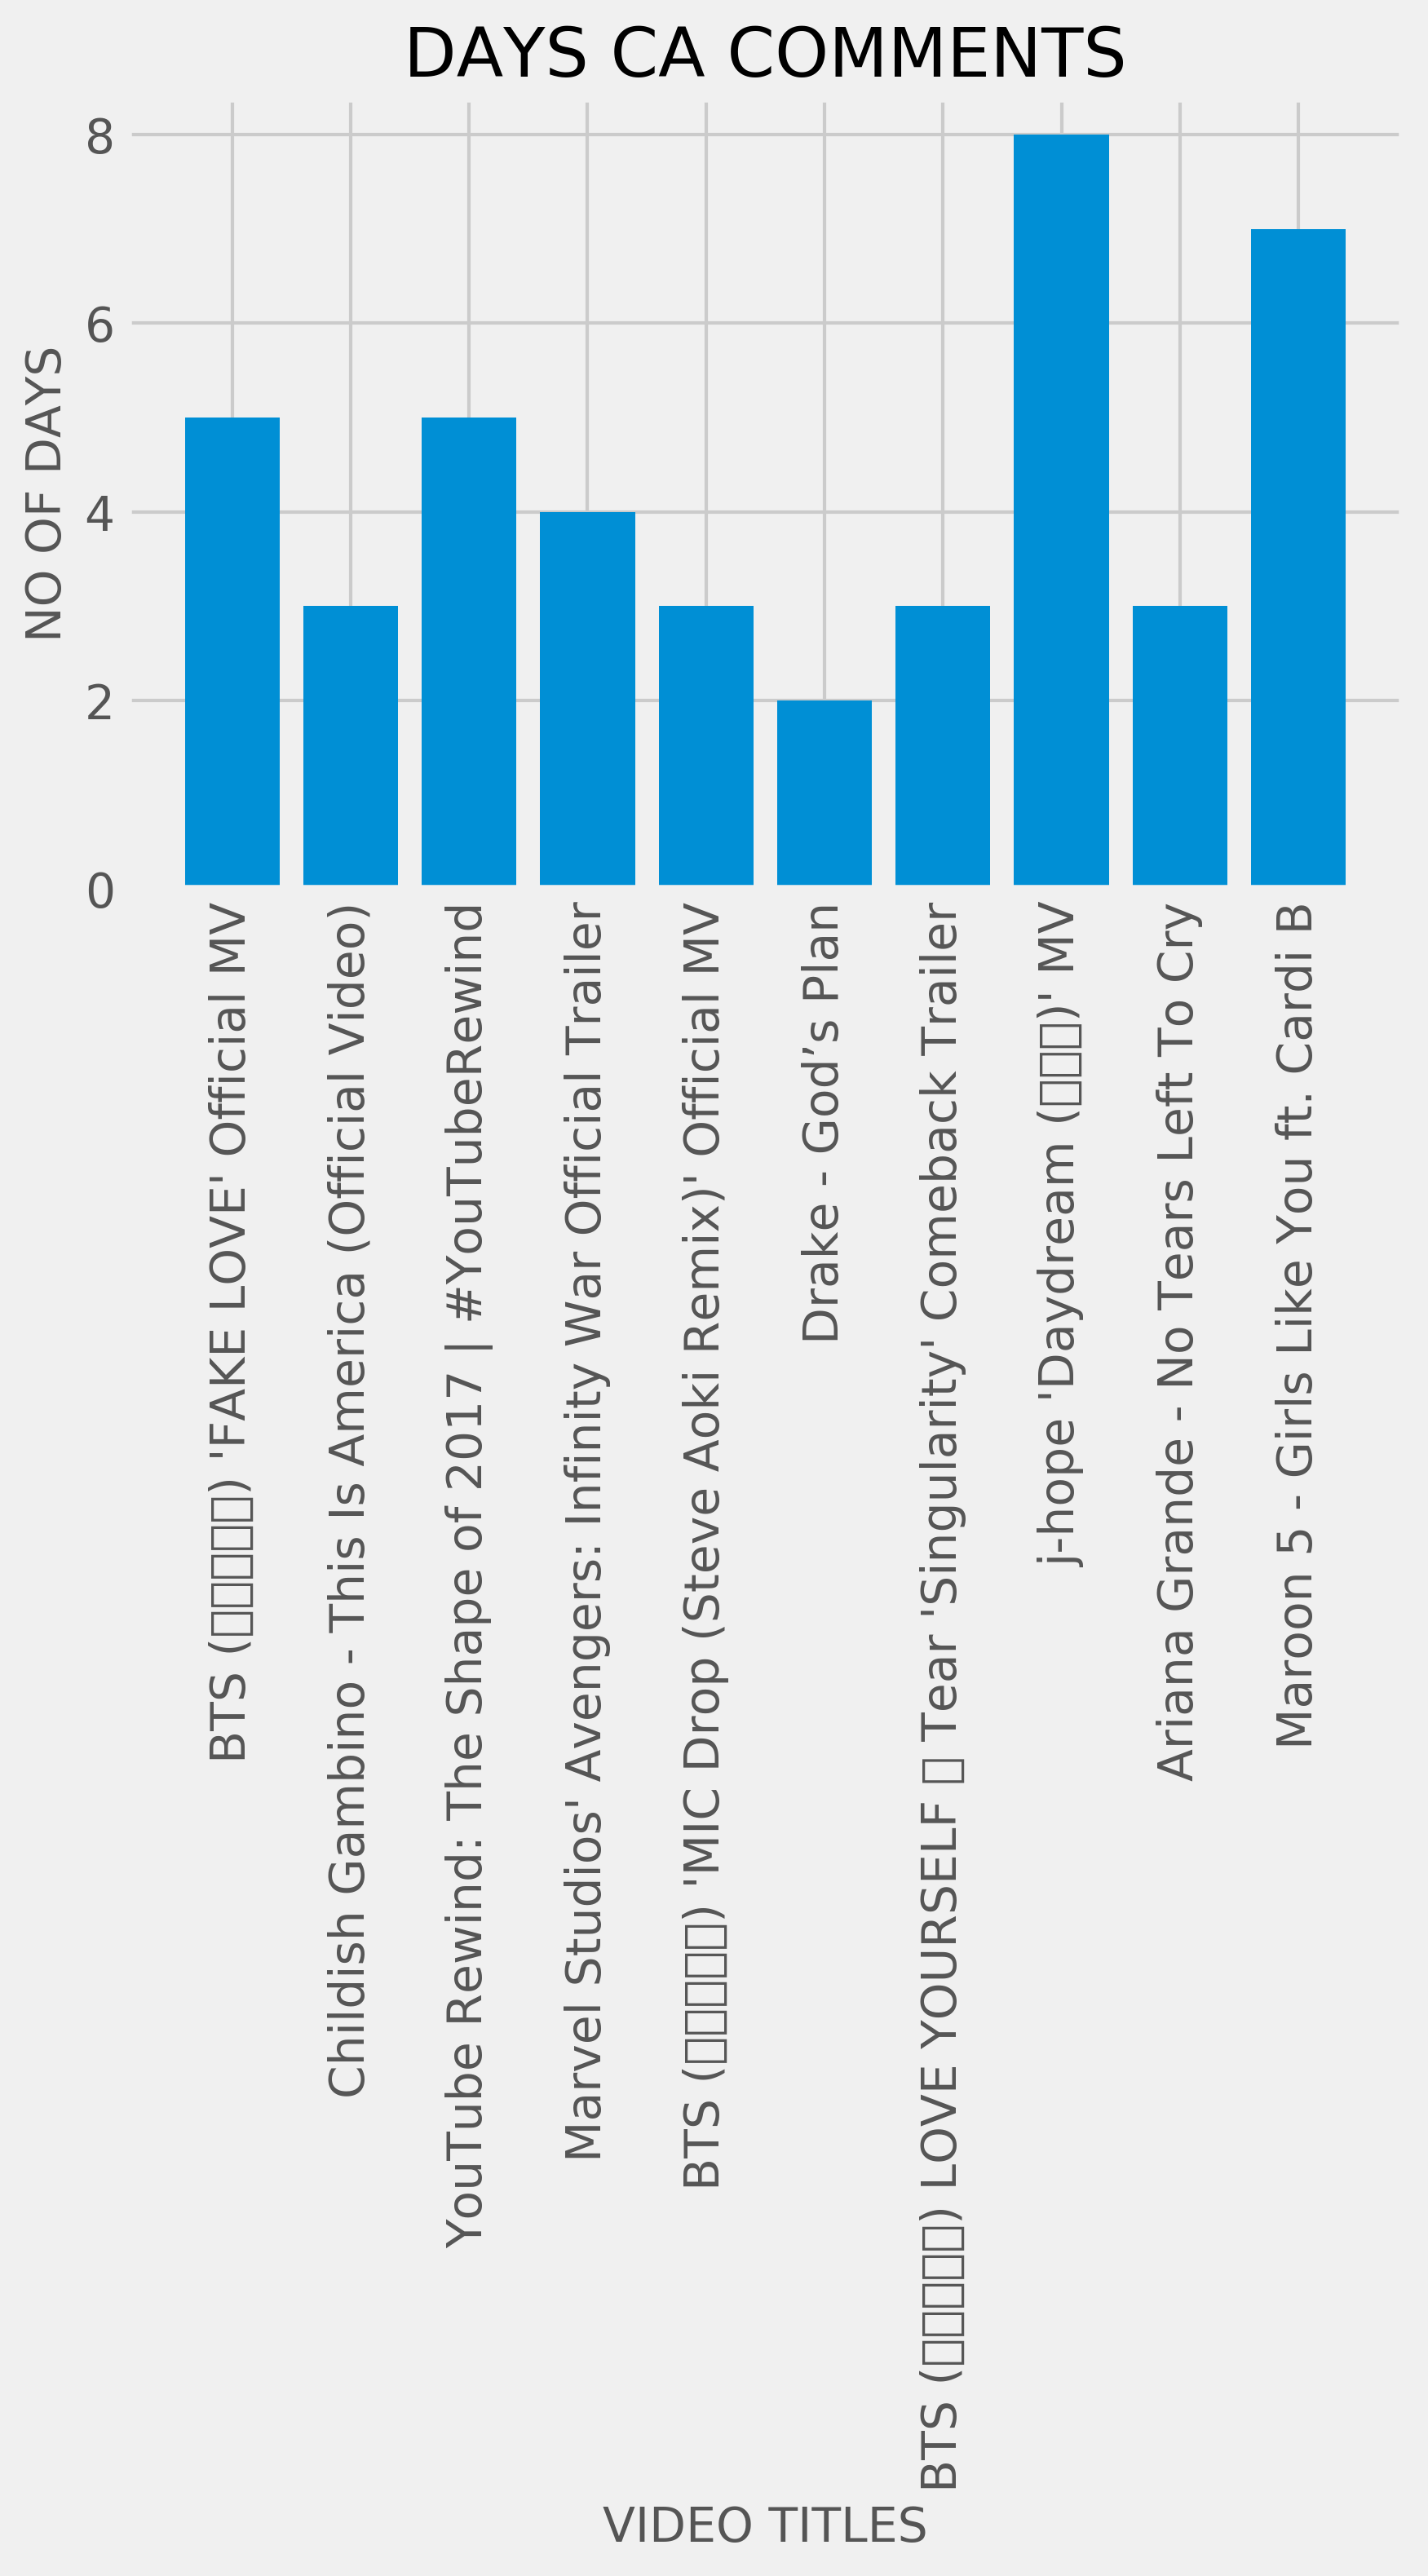 DAYS CA COMMENTS
NO OF DAYS
8
6
4
2
0
BTS (□□□□□) 'FAKE LOVE' Official MV
Childish Gambino - This Is America (Official Video)
YouTube Rewind: The Shape of 2017 | #YouTubeRewind
Marvel Studios' Avengers: Infinity War Official Trailer
BTS (□□□□□) 'MIC Drop (Steve Aoki Remix)' Official MV
Drake - God’s Plan
BTS (□□□□□) LOVE YOURSELF □ Tear 'Singularity' Comeback Trailer
j-hope 'Daydream (□□□)' MV
Ariana Grande - No Tears Left To Cry
Maroon 5 - Girls Like You ft. Cardi B
VIDEO TITLES